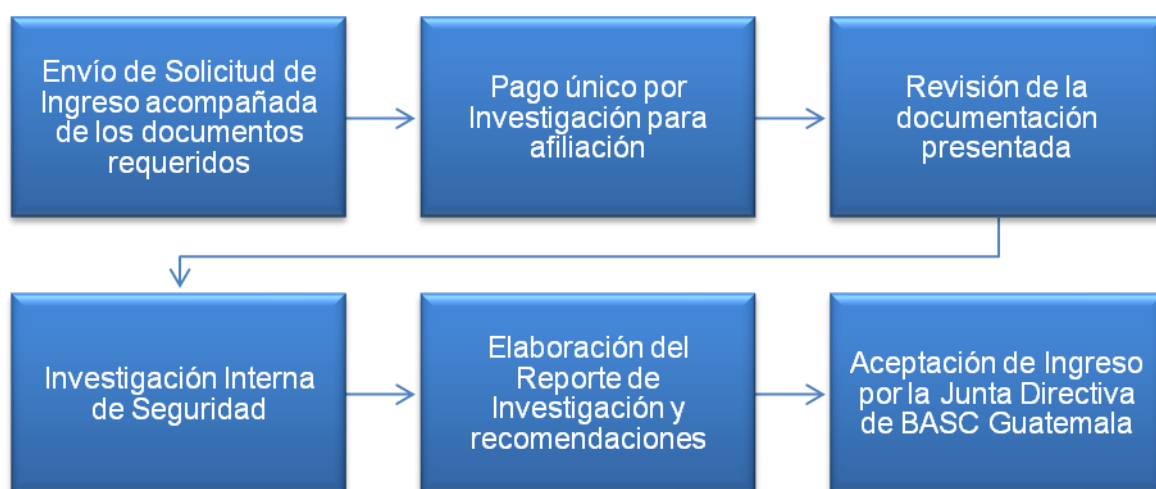 Envío de Solicitud de
Ingreso acompañada
de los documentos
requeridos
Pago único por
Investigación para
afiliación
Revisión de la
documentación
presentada
Investigación Interna
de Seguridad
Elaboración del
Reporte de
Investigación y
recomendaciones
Aceptación de Ingreso
por la Junta Directiva
de BASC Guatemala